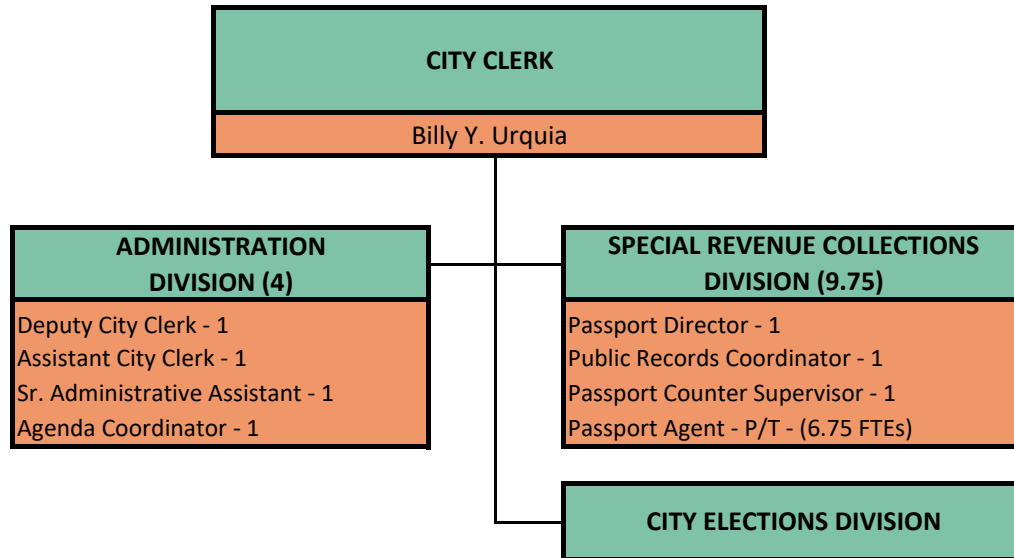 CITY CLERK
Billy Y. Urquia
ADMINISTRATION
DIVISION (4)
Deputy City Clerk - 1
Assistant City Clerk - 1
Sr. Administrative Assistant - 1
Agenda Coordinator - 1
SPECIAL REVENUE COLLECTIONS
DIVISION (9.75)
Passport Director - 1
Public Records Coordinator - 1
Passport Counter Supervisor - 1
Passport Agent - P/T - (6.75 FTEs)
CITY ELECTIONS DIVISION